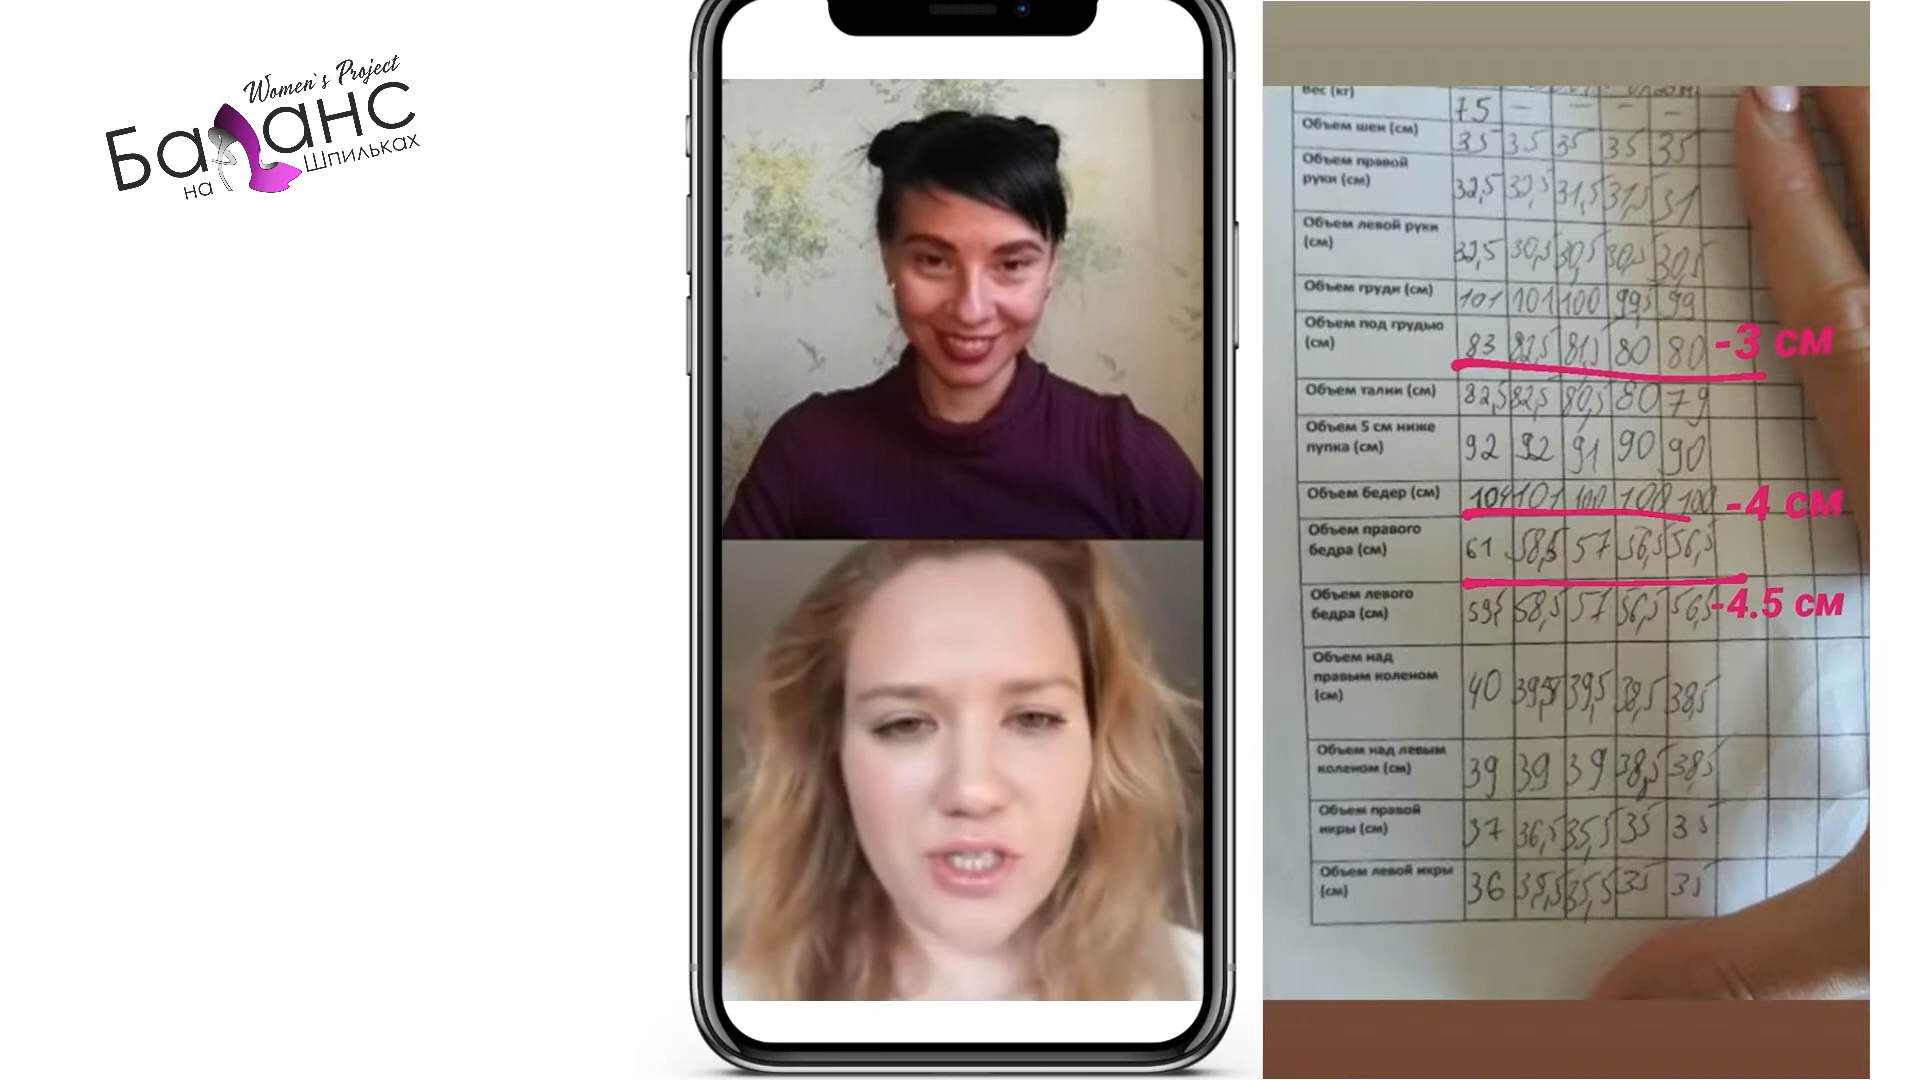 Women`s Project
Баланс
на Шпильках
Вес (кг) 75 – – – –
Объем шеи (см) 35 35 35 35 35
Объем правой
руки (см) 32,5 32,5 31,5 31,5 31
Объем левой руки
(см) 32,5 30,5 30,5 30,5 30,5
Объем груди (см) 101 101 100 99,5 99
Объем под грудью
(см) 83 82,5 81,5 80 80 -3 см
Объем талии (см) 82,5 82,5 80,5 80 79
Объем 5 см ниже
пупка (см) 92 92 91 90 90
Объем бедер (см) 104 101 100 100 100 -4 см
Объем правого
бедра (см) 61 58,5 57 56,5 56,5
Объем левого
бедра (см) 59,5 58,5 57 56,5 56,5 -4.5 см
Объем над
правым коленом
(см) 40 39,5 39,5 38,5 38,5
Объем над левым
коленом (см) 39 39 39 38,5 38,5
Объем правой
икры (см) 37 36,5 35,5 35 35
Объем левой икры
(см) 36 35,5 35,5 35 35